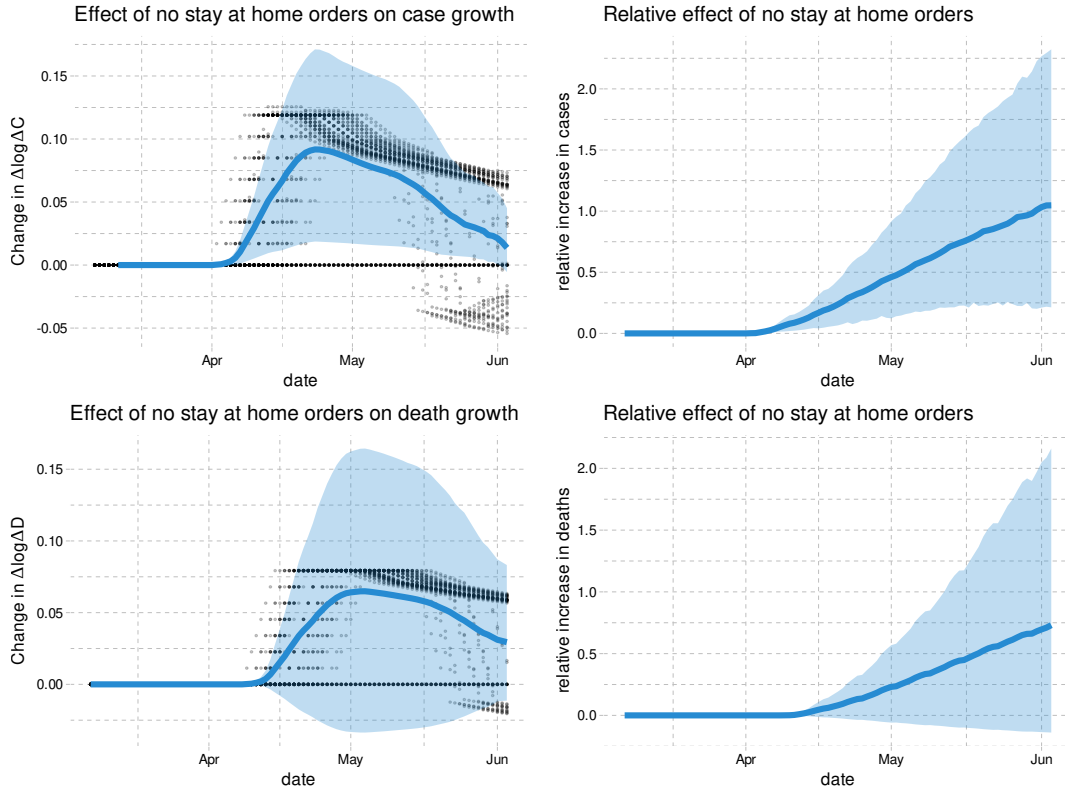 Effect of no stay at home orders on case growth
Change in ΔlogΔC
0.15
0.10
0.05
0.00
-0.05
Apr
May
Jun
date
Relative effect of no stay at home orders
relative increase in cases
2.0
1.5
1.0
0.5
0.0
Apr
May
Jun
date
Effect of no stay at home orders on death growth
Change in ΔlogΔD
0.15
0.10
0.05
0.00
Apr
May
Jun
date
Relative effect of no stay at home orders
relative increase in deaths
2.0
1.5
1.0
0.5
0.0
Apr
May
Jun
date